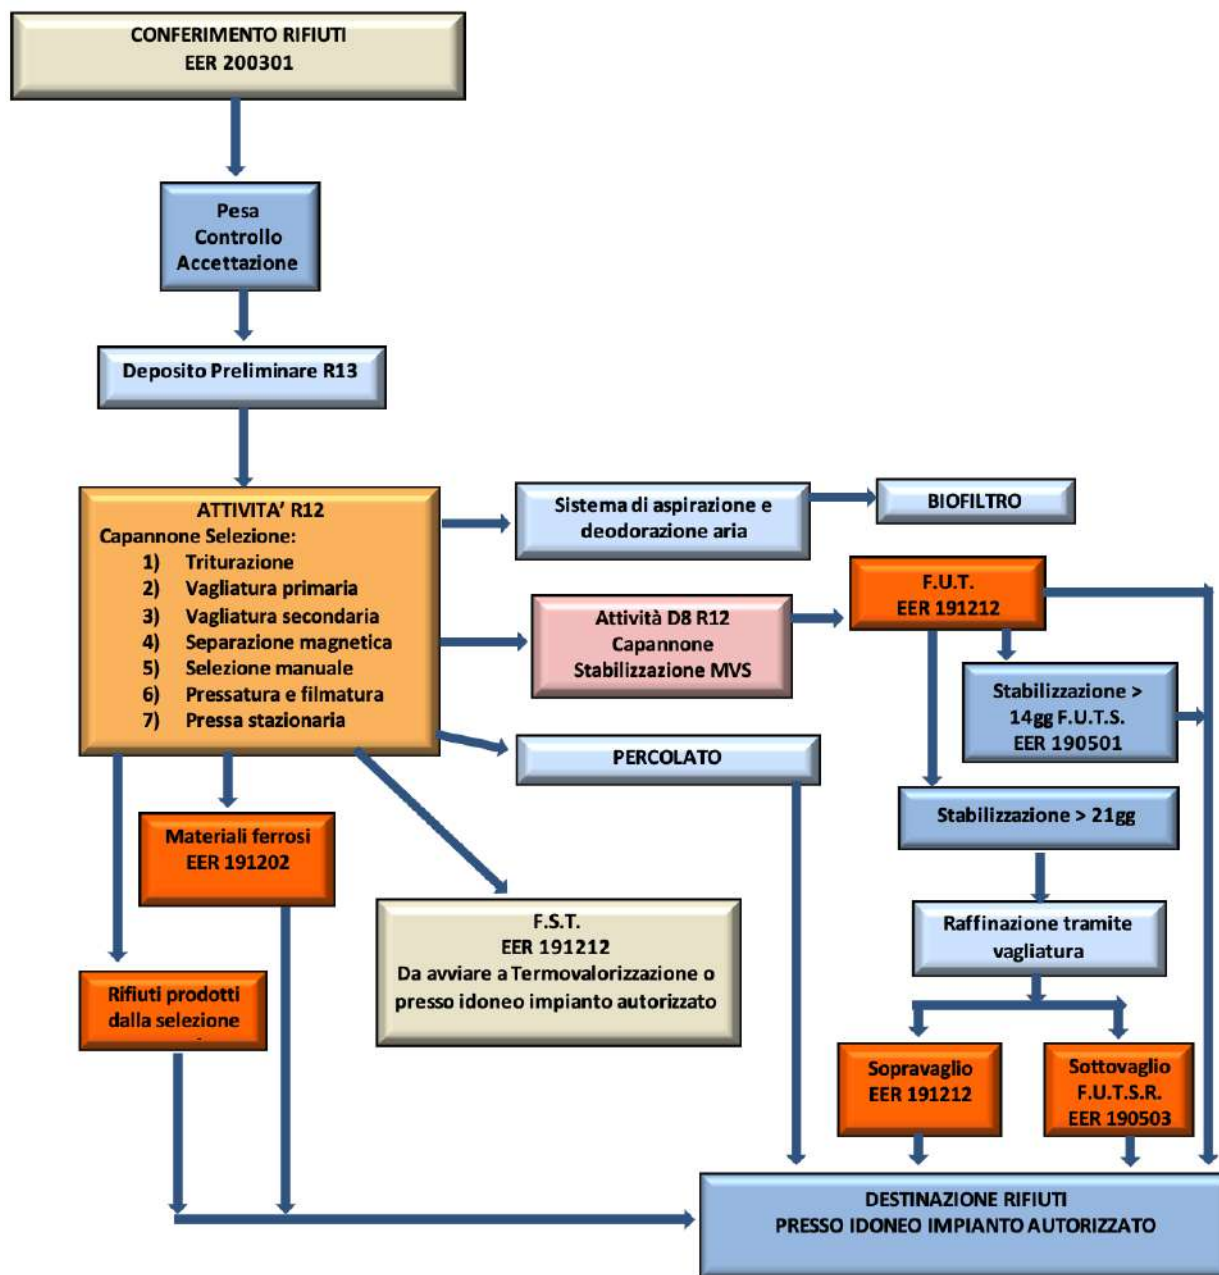 CONFERIMENTO RIFIUTI
EER 200301
Pesa
Controllo
Accettazione
Deposito Preliminare R13
ATTIVITA' R12
Capannone Selezione:
1) Triturazione
2) Vagliatura primaria
3) Vagliatura secondaria
4) Separazione magnetica
5) Selezione manuale
6) Pressatura e filmatura
7) Pressa stazionaria
Sistema di aspirazione e
deodorazione aria
BIOFILTRO
Attività D8 R12
Capannone
Stabilizzazione MVS
F.U.T.
EER 191212
Stabilizzazione >
14gg F.U.T.S.
EER 190501
PERCOLATO
Stabilizzazione > 21gg
Materiali ferrosi
EER 191202
F.S.T.
EER 191212
Da avviare a Termovalorizzazione o
presso idoneo impianto autorizzato
Raffinazione tramite
vagliatura
Rifiuti prodotti
dalla selezione
Sopravaglio
EER 191212
Sottovaglio
F.U.T.S.R.
EER 190503
DESTINAZIONE RIFIUTI
PRESSO IDONEO IMPIANTO AUTORIZZATO